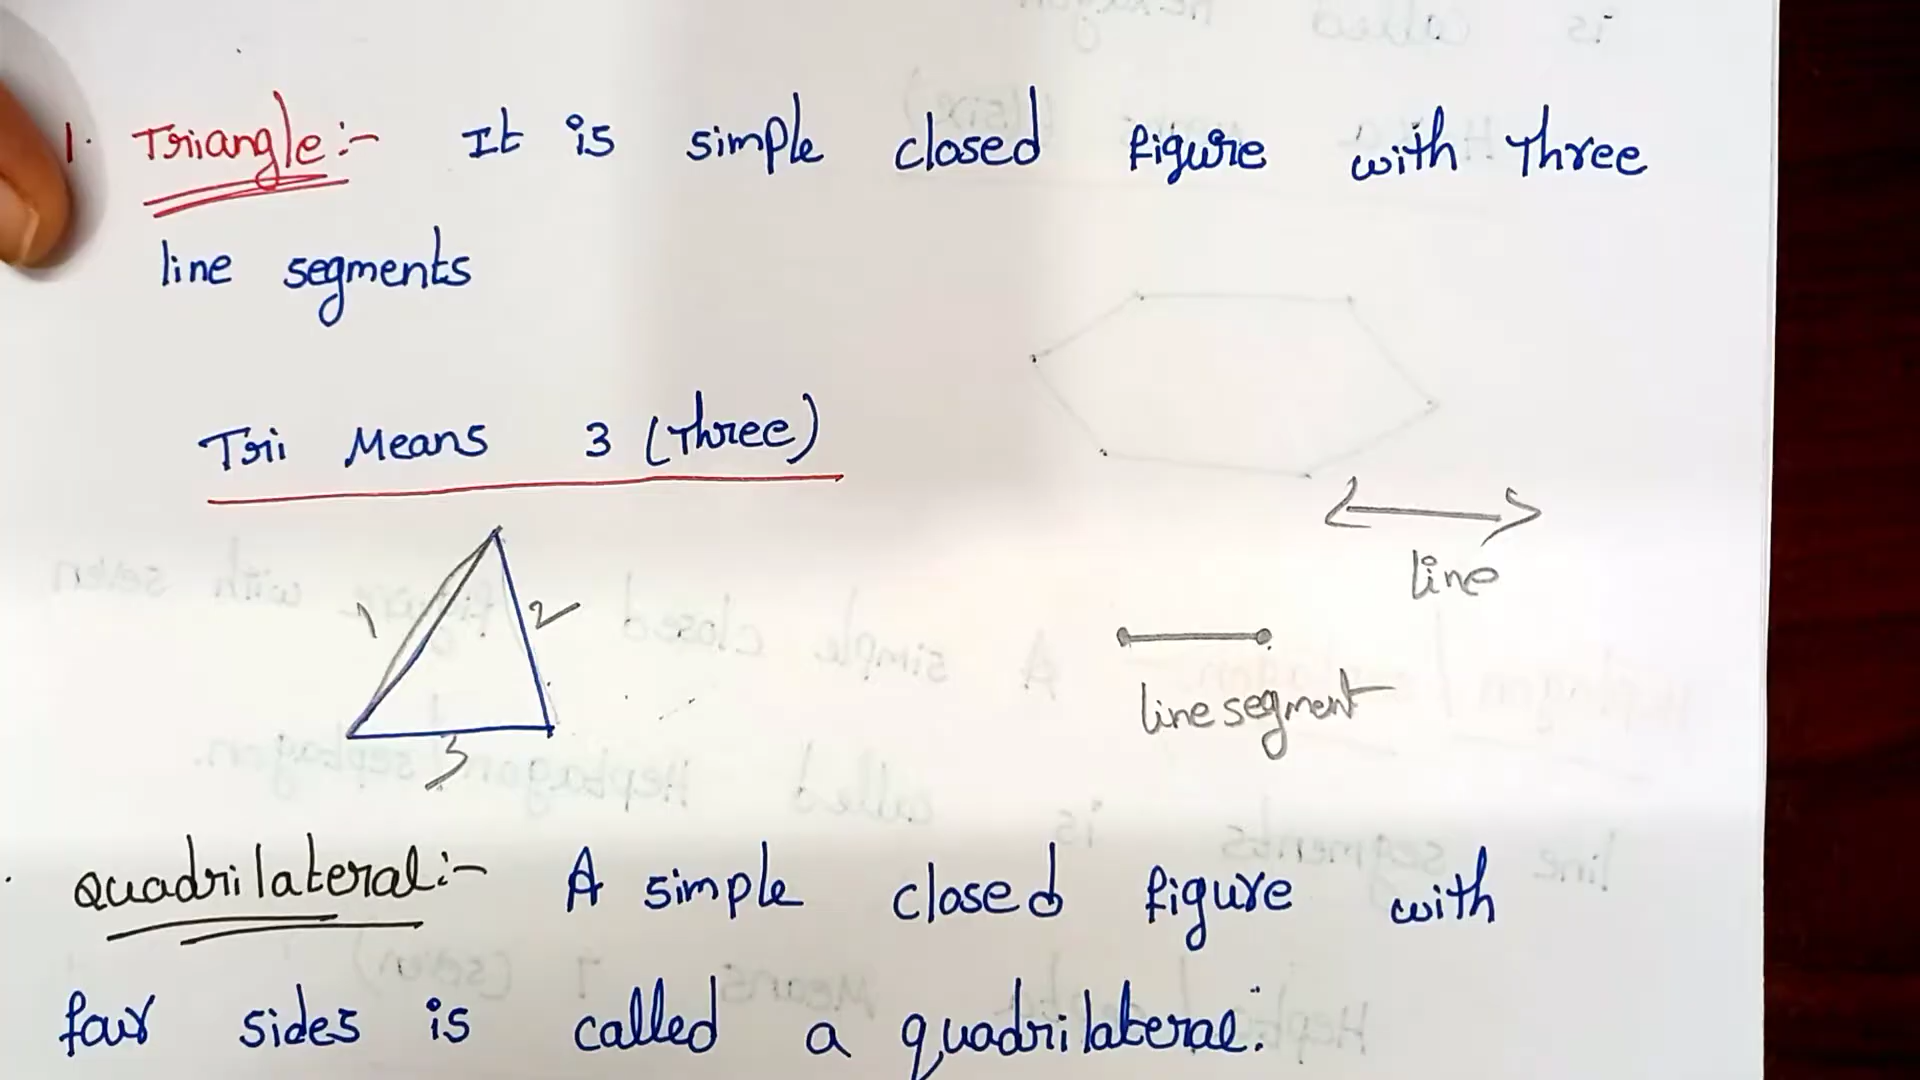 1. Triangle:- It is simple closed figure with Three
line segments
Tri Means 3 (Three)
line
1 2
line segment
3
Quadrilateral:- A simple closed figure with
four sides is called a quadrilateral.